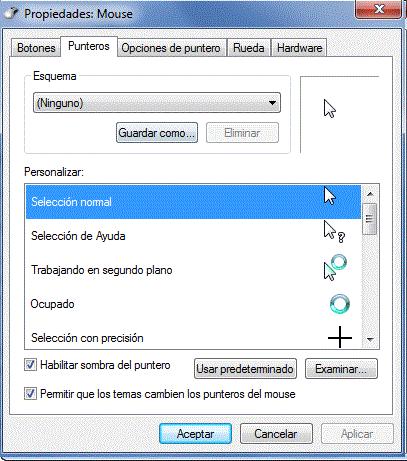 Propiedades: Mouse
Botones Punteros Opciones de puntero Rueda Hardware
Esquema
(Ninguno)
Guardar como... Eliminar
Personalizar:
Selección normal
Selección de Ayuda
Trabajando en segundo plano
Ocupado
Selección con precisión
Habilitar sombra del puntero Usar predeterminado Examinar...
Permitir que los temas cambien los punteros del mouse
Aceptar Cancelar Aplicar